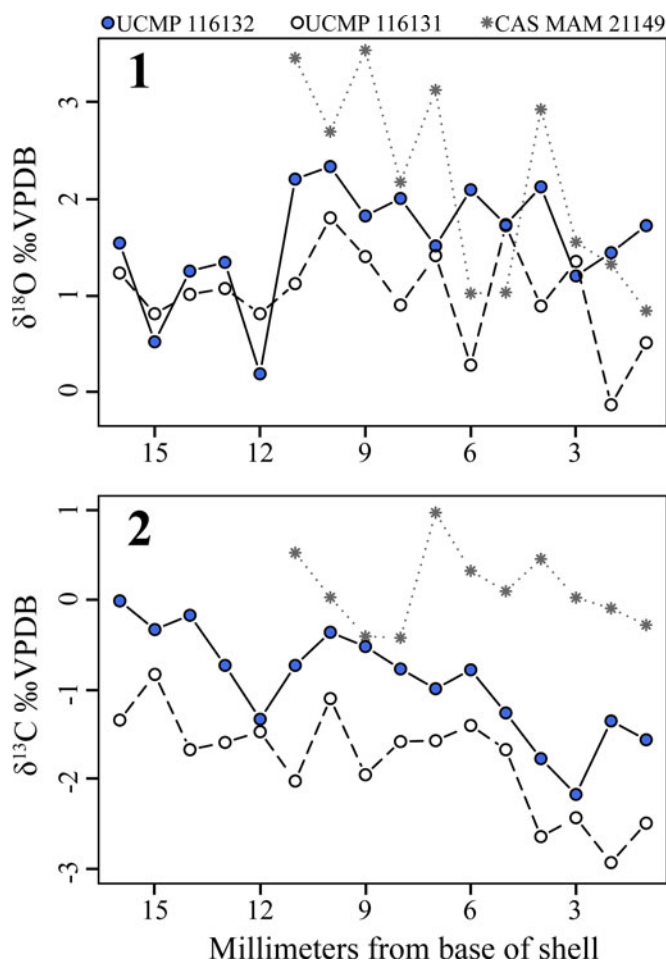 UCMP 116132 UCMP 116131 CAS MAM 21149
1
δ18O ‰ VPDB
3
2
1
0
15 12 9 6 3
2
δ13C ‰ VPDB
1
0
-1
-2
-3
15 12 9 6 3
Millimeters from base of shell